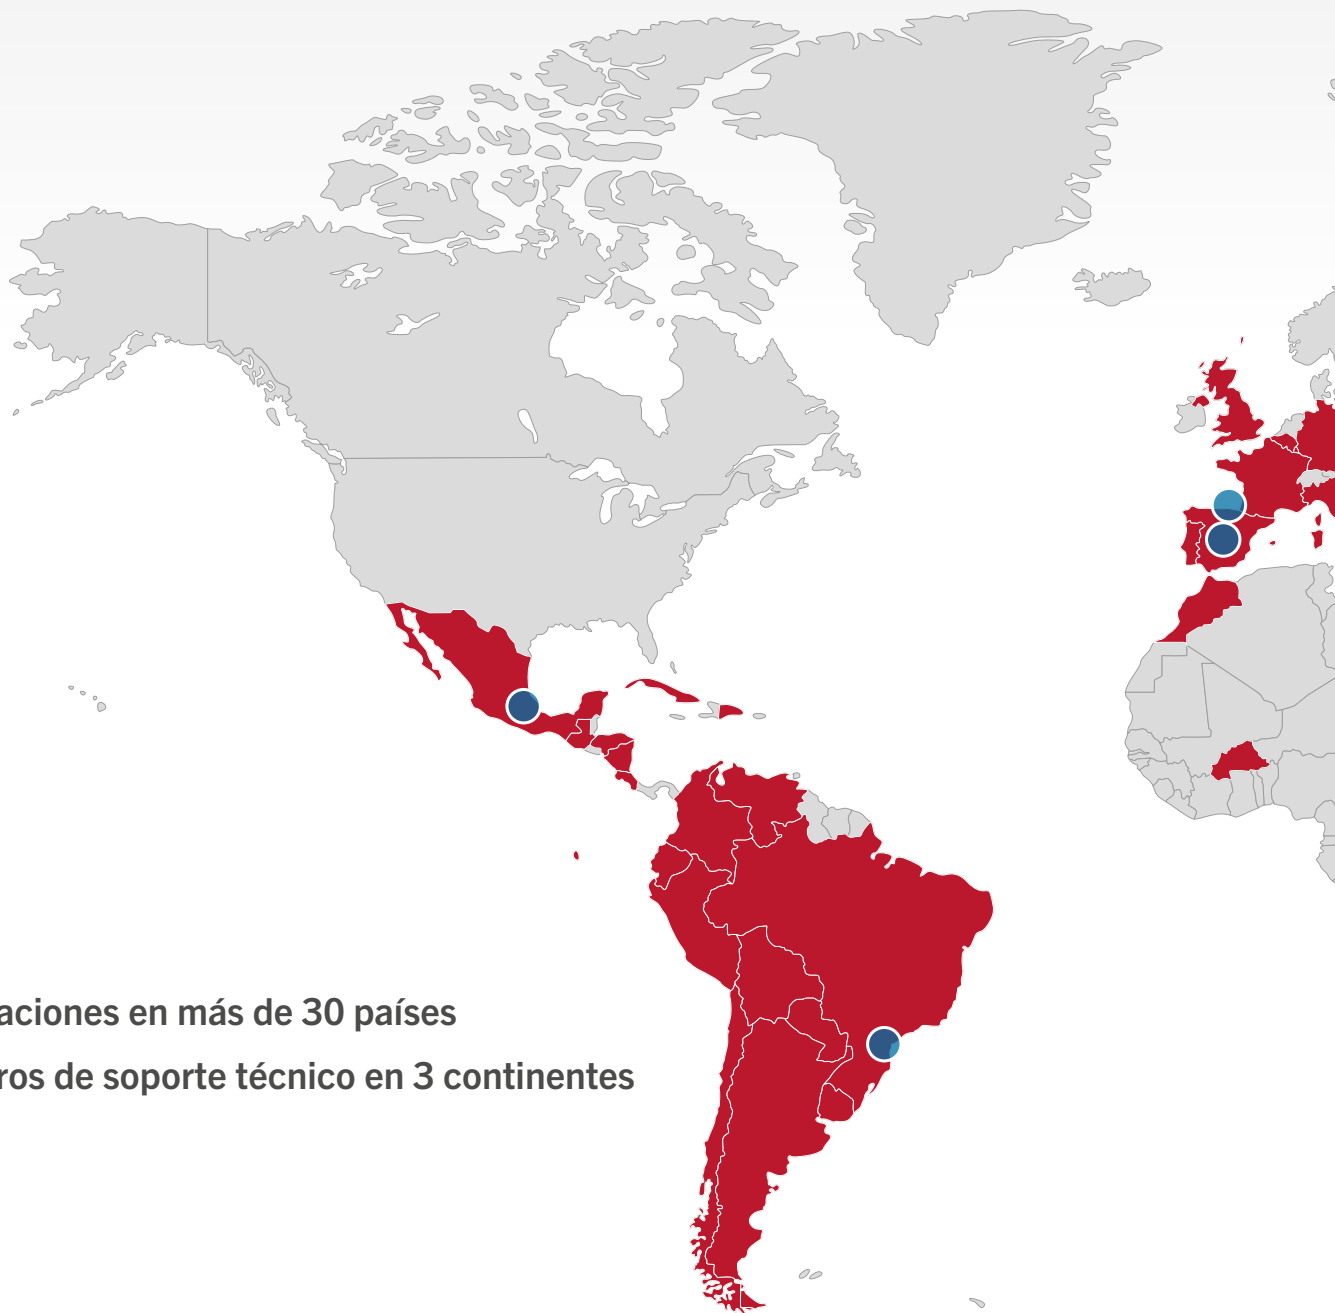 aciones en más de 30 países
ros de soporte técnico en 3 continentes